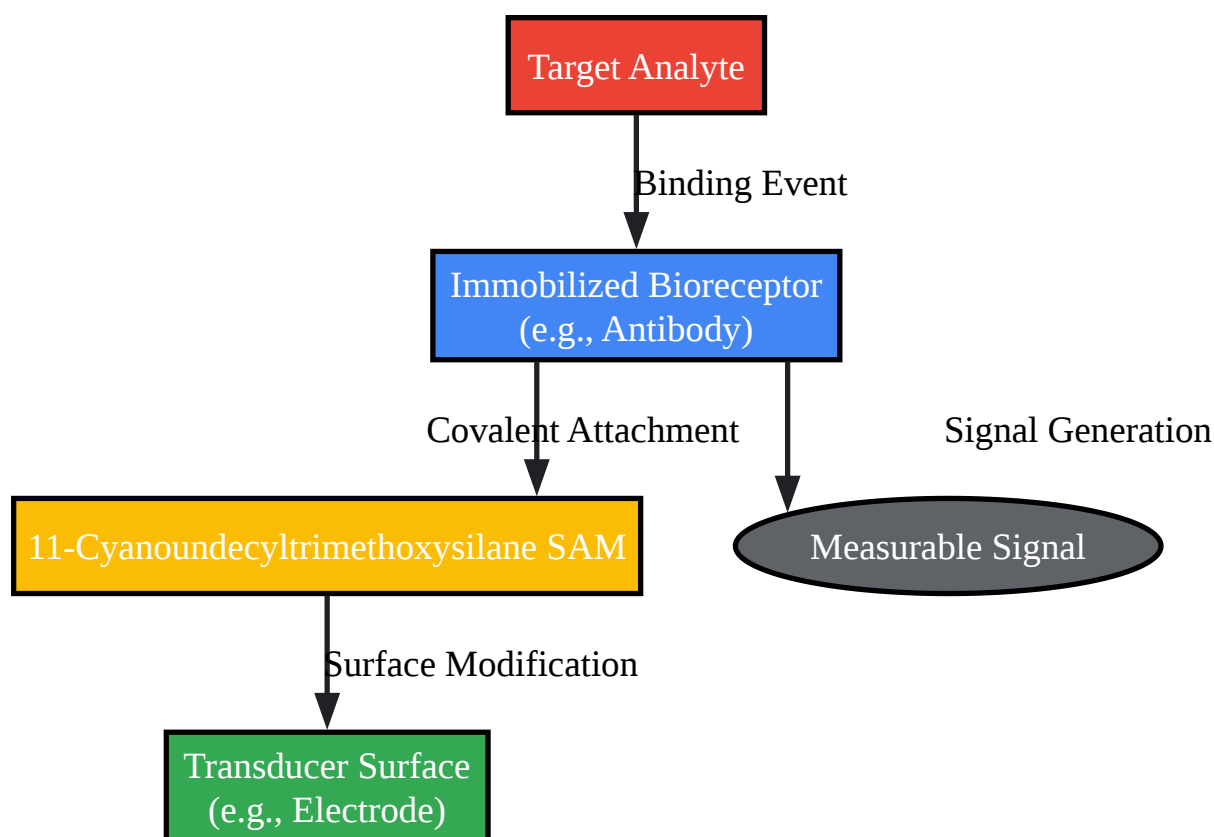 Target Analyte
Binding Event
Immobilized Bioreceptor
(e.g., Antibody)
Covalent Attachment
Signal Generation
11-Cyanoundecyltrimethoxysilane SAM
Measurable Signal
Surface Modification
Transducer Surface
(e.g., Electrode)